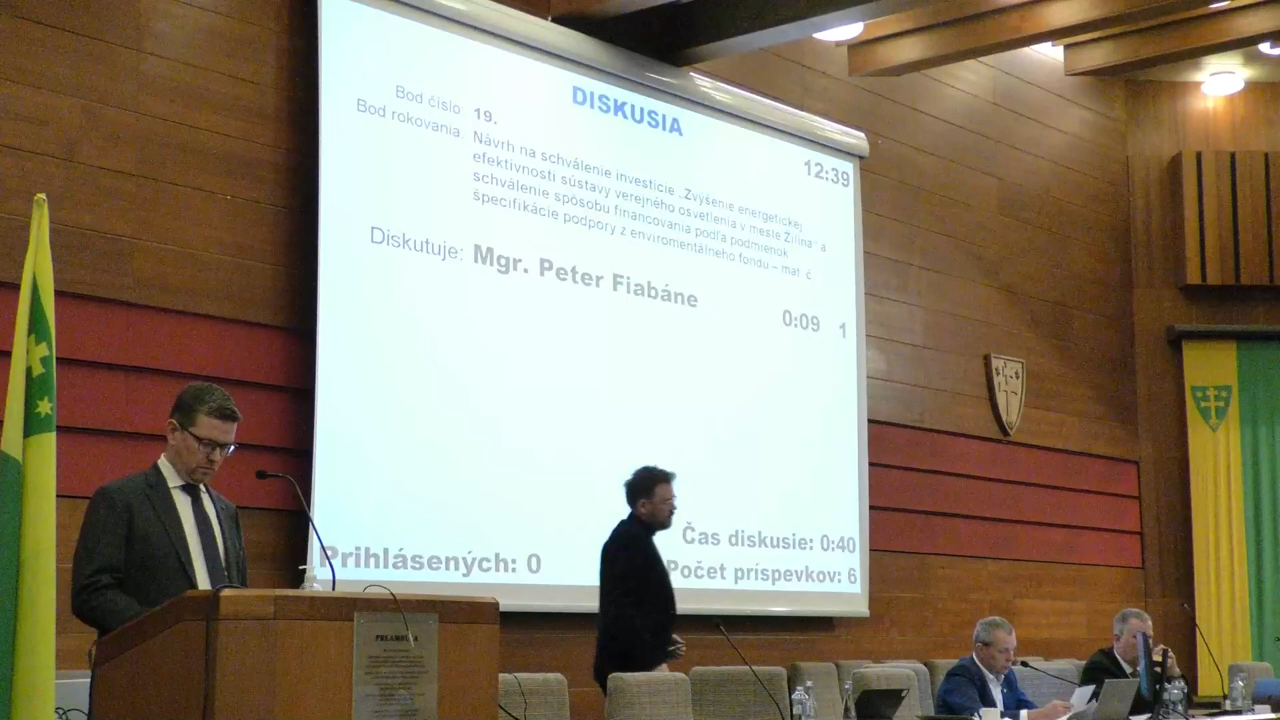 DISKUSIA
Bod číslo: 19.
12:39
Bod rokovania: Návrh na schválenie investície „Zvýšenie energetickej
efektívnosti sústavy verejného osvetlenia v meste Žilina" a
schválenie spôsobu financovania podľa podmienok
špecifikácie podpory z enviromentálneho fondu – mat. č
Diskutuje: Mgr. Peter Fiabáne
0:09 1
Čas diskusie: 0:40
Prihlásených: 0
Počet príspevkov: 6
PREAMBULA